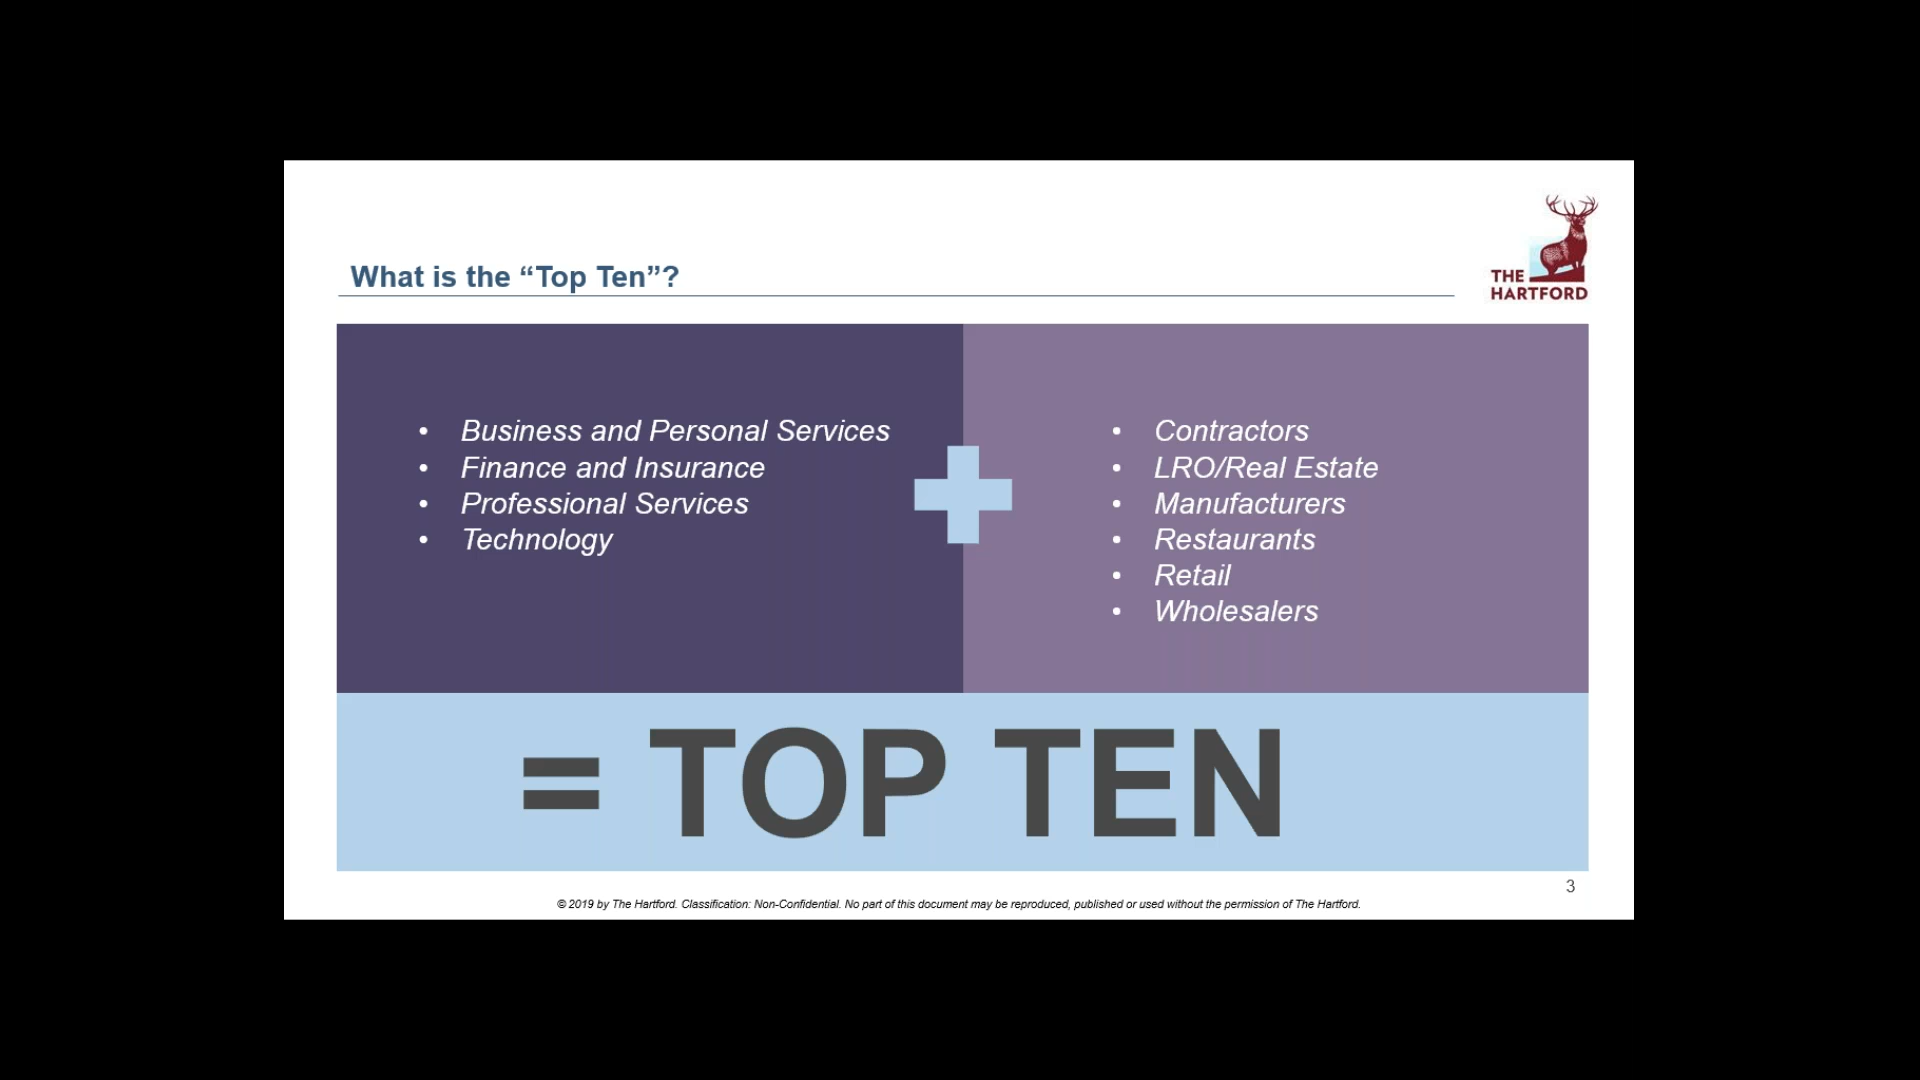 What is the “Top Ten”?
THE
HARTFORD
• Business and Personal Services
• Finance and Insurance
• Professional Services
• Technology
• Contractors
• LRO/Real Estate
• Manufacturers
• Restaurants
• Retail
• Wholesalers
= TOP TEN
3
© 2019 by The Hartford. Classification: Non-Confidential. No part of this document may be reproduced, published or used without the permission of The Hartford.